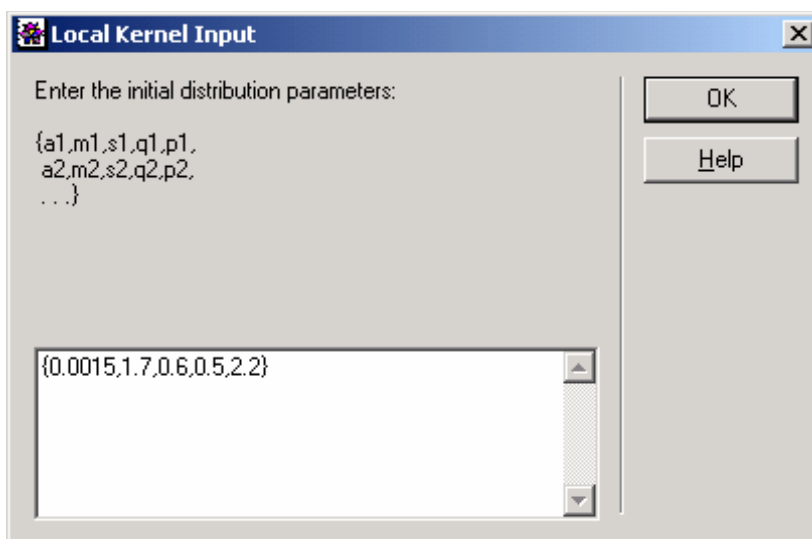 Local Kernel Input
Enter the initial distribution parameters:
OK
{a1,m1,s1,q1,p1,
a2,m2,s2,q2,p2,
. . .}
Help
{0.0015,1.7,0.6,0.5,2.2}